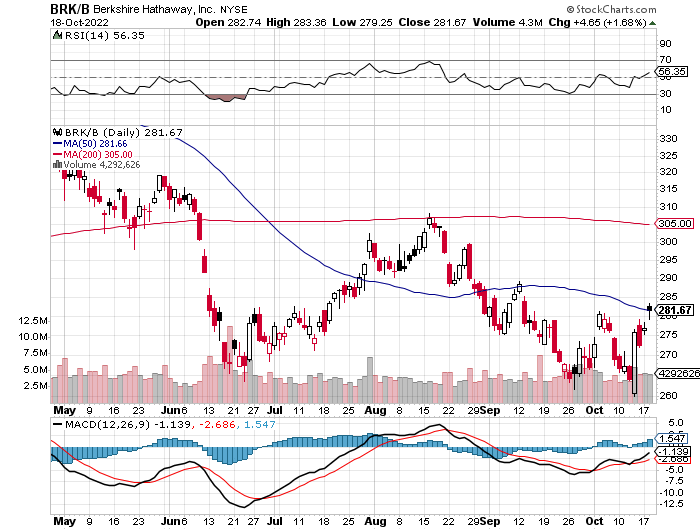 BRK/B Berkshire Hathaway, Inc. NYSE © StockCharts.com
18-Oct-2022 Open 282.74 High 283.36 Low 279.25 Close 281.67 Volume 4.3M Chg +4.65 (+1.68%)
RSI(14) 56.35
90
70
56.35
50
30
10
BRK/B (Daily) 281.67
MA(50) 281.66
MA(200) 305.00
Volume 4,292,626
330
325
320
315
310
305.00
300
295
290
285
281.67
280
275
270
265
4292626
260
12.5M
10.0M
7.5M
5.0M
2.5M
May 9 16 23 Jun 6 13 21 27 Jul 11 18 25 Aug 8 15 22 29 Sep 12 19 26 Oct 10 17
MACD(12,26,9) -1.139, -2.686, 1.547
5.0
2.5
1.547
-1.139
-2.686
-5.0
-7.5
-10.0
-12.5
May 9 16 23 Jun 6 13 21 27 Jul 11 18 25 Aug 8 15 22 29 Sep 12 19 26 Oct 10 17